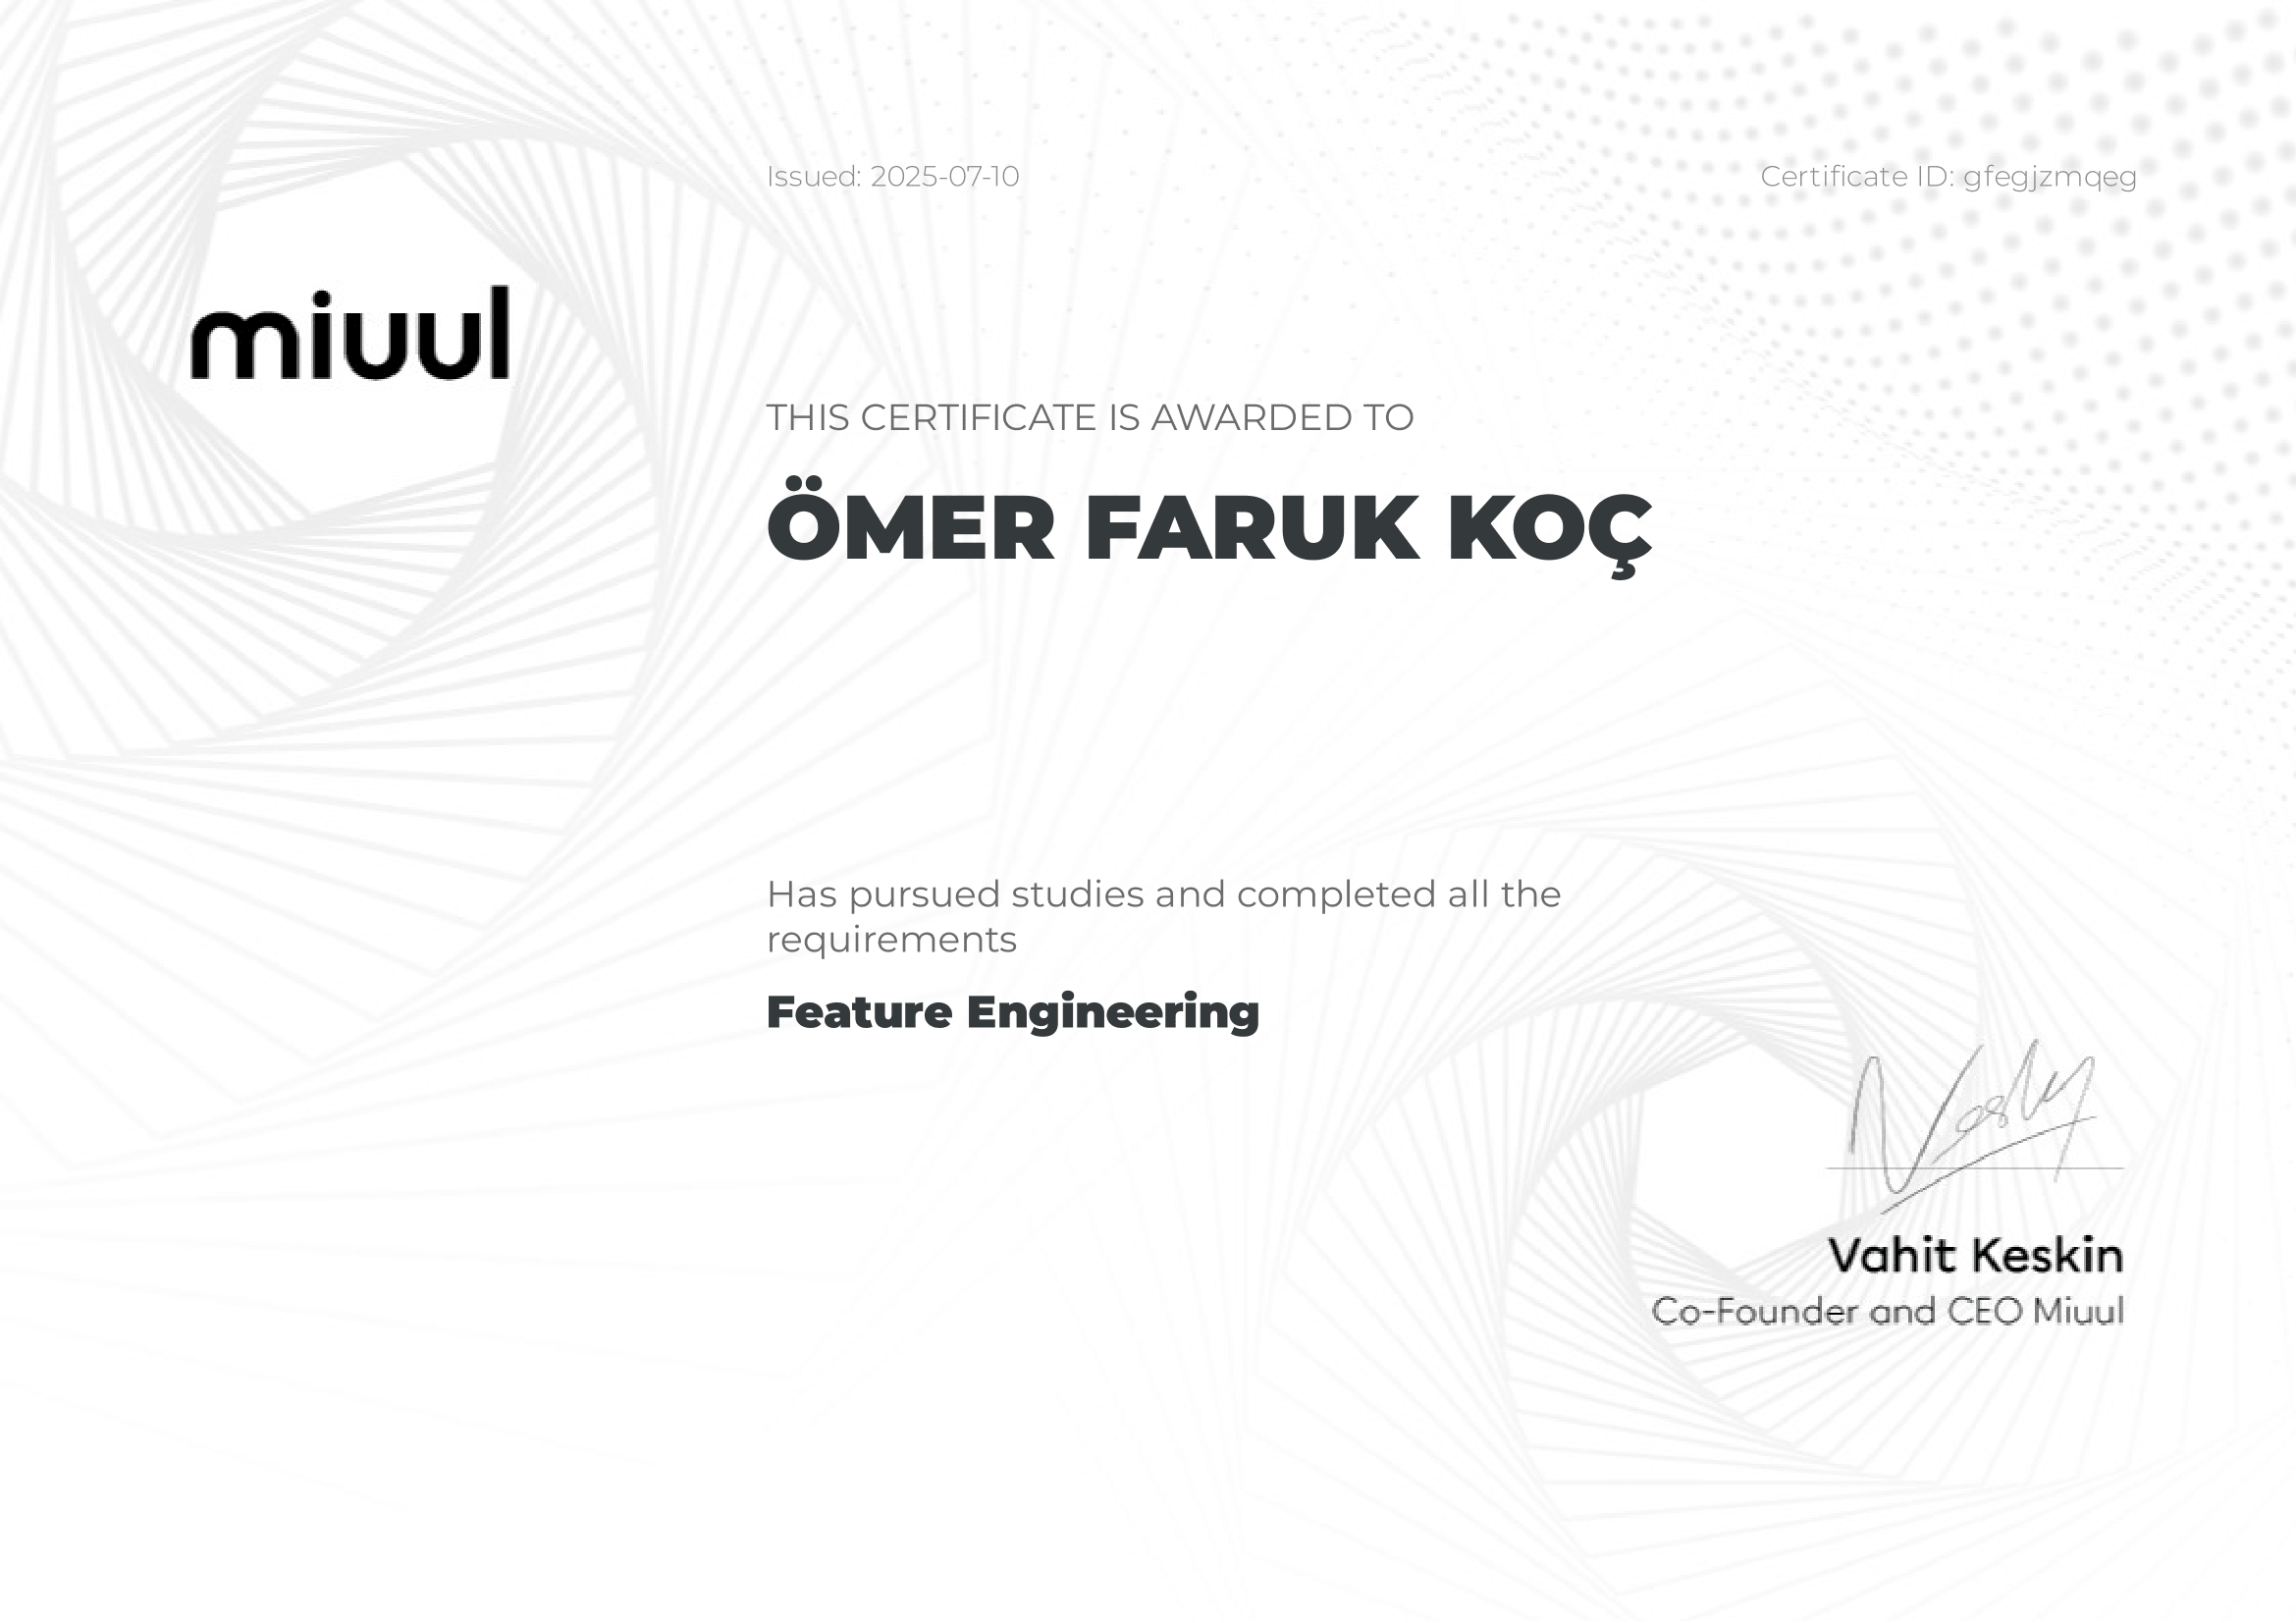 Issued: 2025-07-10
Certificate ID: gfegjzmqeg
miuul
THIS CERTIFICATE IS AWARDED TO
ÖMER FARUK KOÇ
Has pursued studies and completed all the
requirements
Feature Engineering
Vahit Keskin
Co-Founder and CEO Miuul